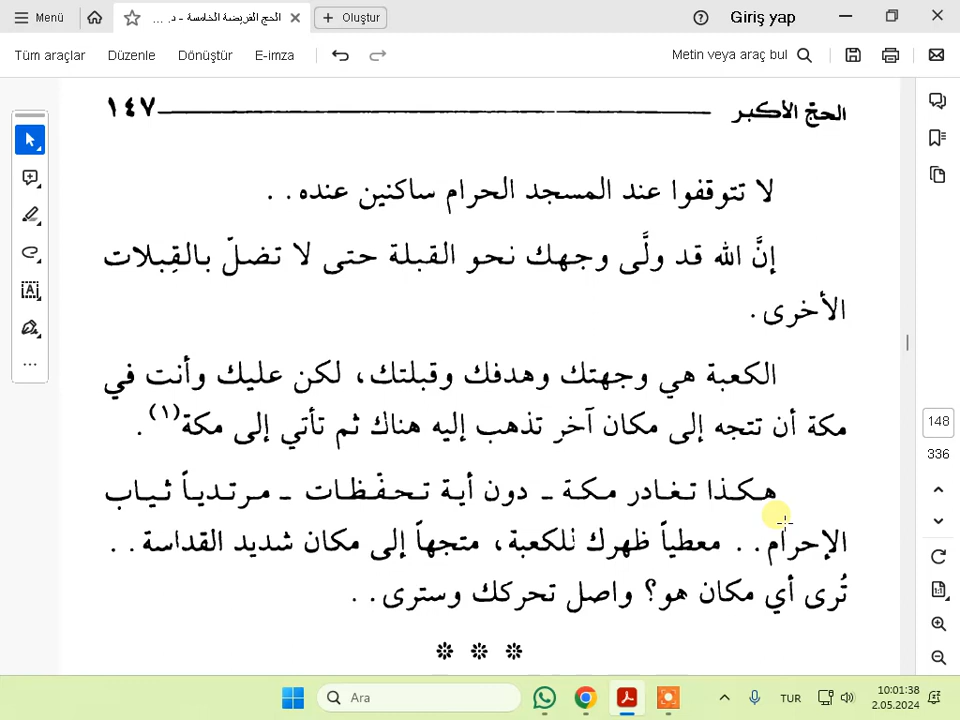 Menü
الحج الفريضة الخامسة - د. ...
Oluştur
Giriş yap
Tüm araçlar Düzenle Dönüştür E-imza
Metin veya araç bul
الحجّ الأكبر ١٤٧
لا تتوقفوا عند المسجد الحرام ساكنين عنده . .
إنَّ الله قد ولَّى وجهك نحو القبلة حتى لا تضلّ بالقِبلات
الأخرى .
الكعبة هي وجهتك وهدفك وقبلتك، لكن عليك وأنت في
مكة أن تتجه إلى مكان آخر تذهب إليه هناك ثم تأتي إلى مكة(١) .
هكذا تغادر مكة - دون أية تحفّظات - مرتدياً ثياب
الإحرام . . معطياً ظهرك للكعبة، متجهاً إلى مكان شديد القداسة . .
تُرى أي مكان هو؟ واصل تحركك وسترى . .
148
336
Ara
TUR
10:01:38
2.05.2024